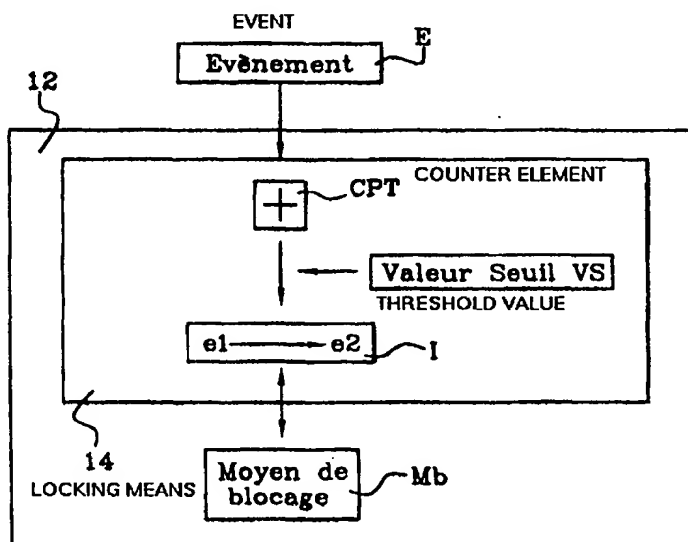 EVENT
E
Evènement
12
COUNTER ELEMENT
CPT
+
Valeur Seuil VS
THRESHOLD VALUE
e1 e2
I
14
LOCKING MEANS
Moyen de
blocage
Mb